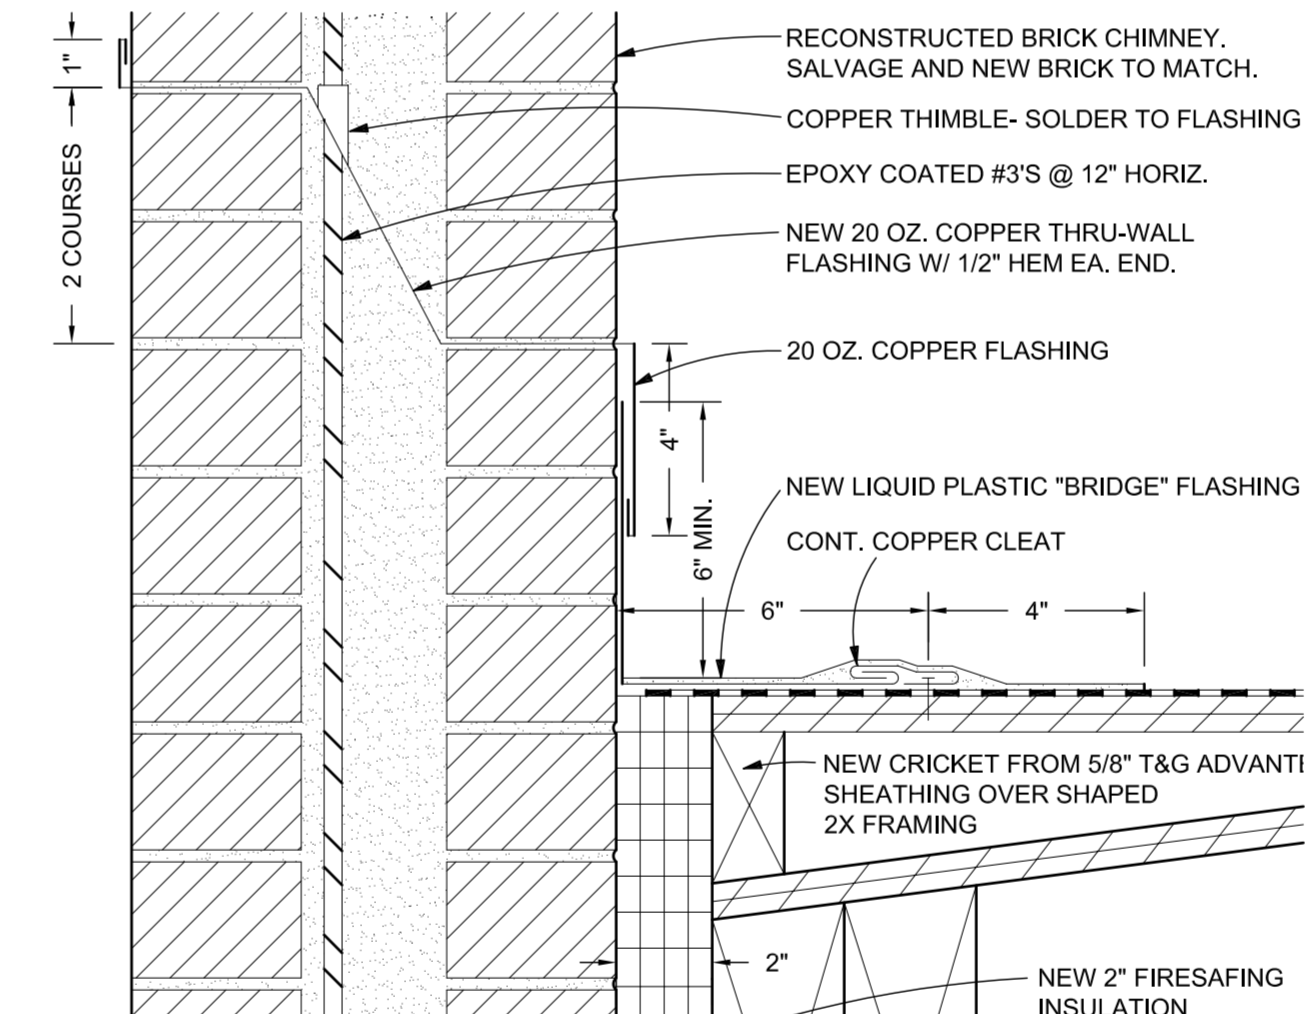 1"
2 COURSES
RECONSTRUCTED BRICK CHIMNEY.
SALVAGE AND NEW BRICK TO MATCH.
COPPER THIMBLE- SOLDER TO FLASHING
EPOXY COATED #3'S @ 12" HORIZ.
NEW 20 OZ. COPPER THRU-WALL
FLASHING W/ 1/2" HEM EA. END.
20 OZ. COPPER FLASHING
4"
6" MIN.
NEW LIQUID PLASTIC "BRIDGE" FLASHING
CONT. COPPER CLEAT
6"
4"
NEW CRICKET FROM 5/8" T&G
SHEATHING OVER SHAPED
2X FRAMING
2"
NEW 2" FIRESAFING
INSULATION